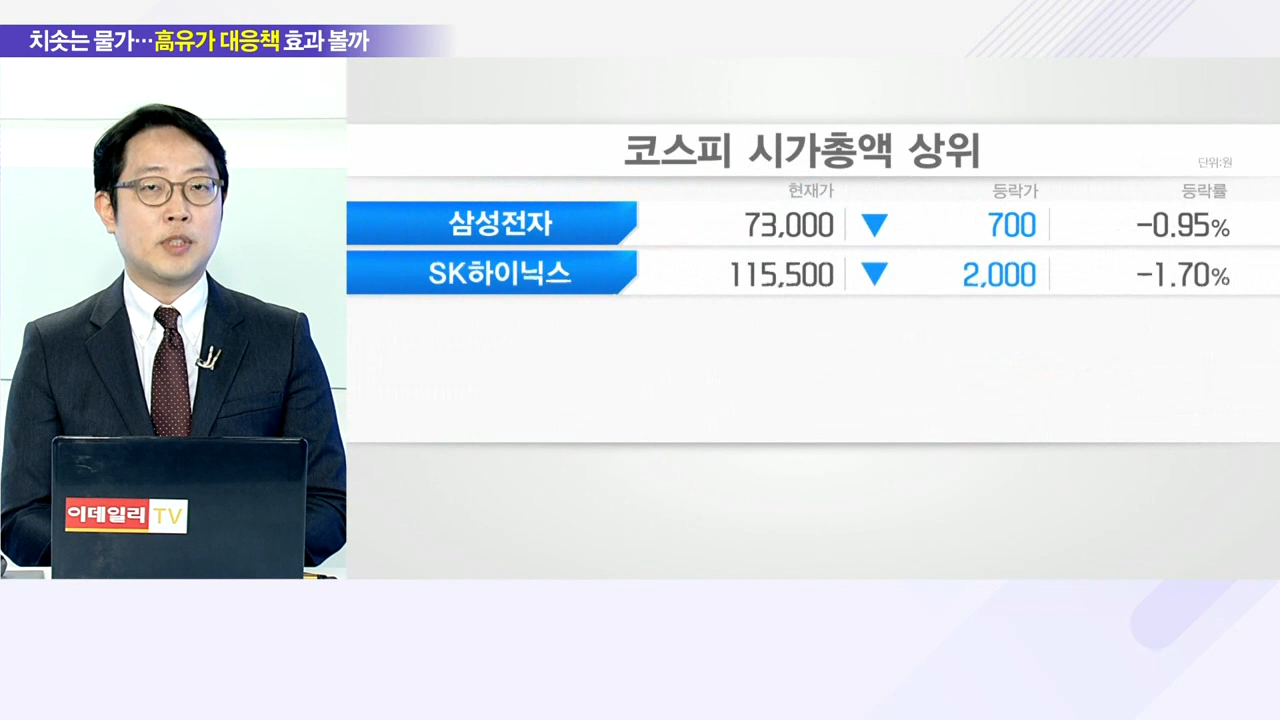 치솟는 물가…高유가 대응책 효과 볼까
코스피 시가총액 상위
단위:원
현재가 등락가 등락률
삼성전자 73,000 ▼ 700 -0.95%
SK하이닉스 115,500 ▼ 2,000 -1.70%
이데일리 TV